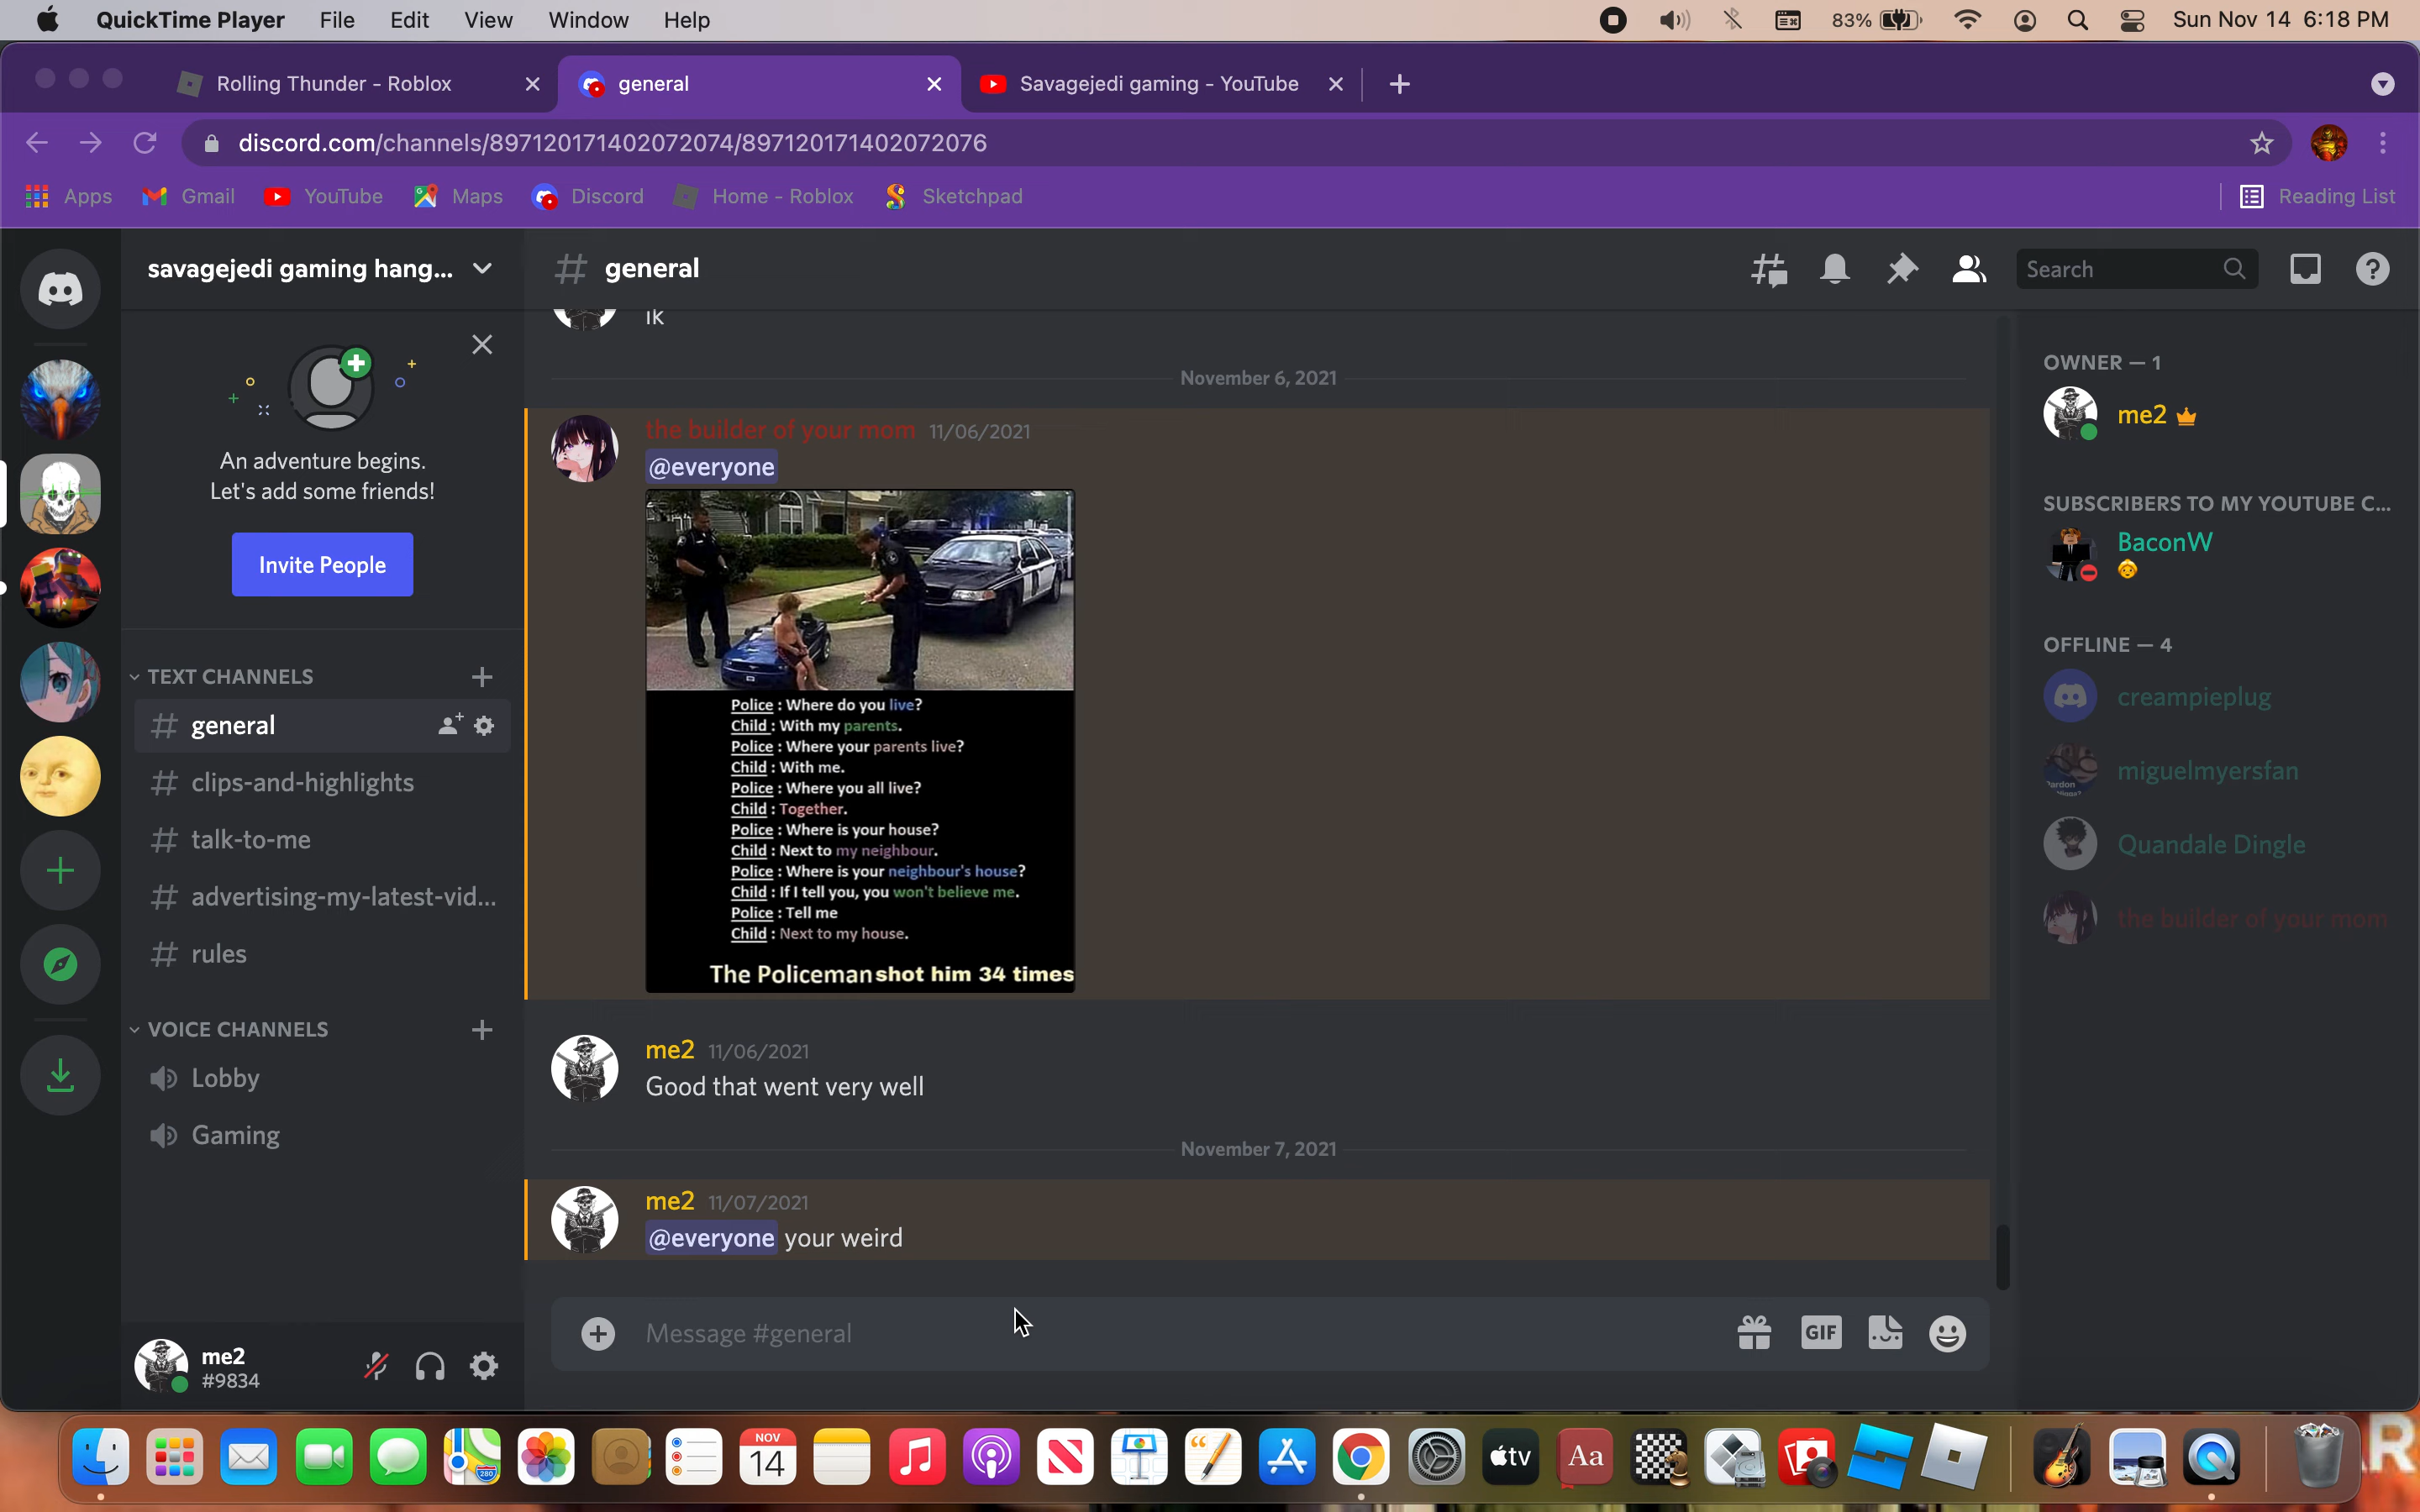 QuickTime Player File Edit View Window Help 83% Sun Nov 14 6:18 PM
Rolling Thunder - Roblox general Savagejedi gaming - YouTube
discord.com/channels/897120171402072074/897120171402072076
Apps Gmail YouTube Maps Discord Home - Roblox Sketchpad Reading List
savagejedi gaming hang...
An adventure begins.
Let's add some friends!
Invite People
TEXT CHANNELS
general
clips-and-highlights
talk-to-me
advertising-my-latest-vid...
rules
VOICE CHANNELS
Lobby
Gaming
me2
#9834
# general
Search
ik
November 6, 2021
the builder of your mom 11/06/2021
@everyone
Police : Where do you live?
Child : With my parents.
Police : Where your parents live?
Child : With me.
Police : Where you all live?
Child : Together.
Police : Where is your house?
Child : Next to my neighbour.
Police : Where is your neighbour's house?
Child : If I tell you, you won't believe me.
Police : Tell me
Child : Next to my house.
The Policeman shot him 34 times
me2 11/06/2021
Good that went very well
November 7, 2021
me2 11/07/2021
@everyone your weird
Message #general
GIF
OWNER — 1
me2
SUBSCRIBERS TO MY YOUTUBE C...
BaconW
OFFLINE — 4
creampieplug
miguelmyersfan
Quandale Dingle
the builder of your mom
NOV
14
280
tv
Aa